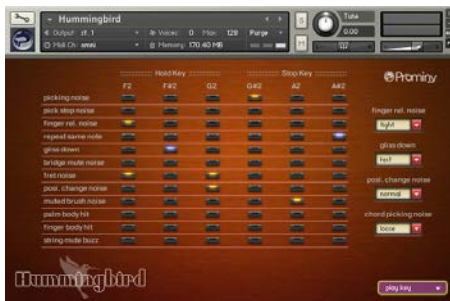 Hummingbird
Output: st. 1
Voices: 0 Max: 128 Purge
Midi Ch: omni
Memory: 170.40 MB
S
M
Tune
0.00
Prominy
Hold Key
Stop Key
F2 F#2 G2 G#2 A2 A#2
picking noise
pick stop noise
finger rel. noise
repeat same note
gliss down
bridge mute noise
fret noise
posi. change noise
muted brush noise
palm body hit
finger body hit
string mute buzz
finger rel. noise
tight
gliss down
fast
posi. change noise
normal
chord picking noise
loose
Hummingbird
play key